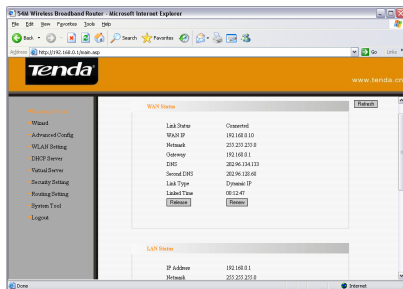 54M Wireless Broadband Router - Microsoft Internet Explorer
File Edit View Favorites Tools Help
Back Search Favorites
Address http://192.168.0.1/main.asp Go Links
Tenda
www.tenda.cn
WAN Status Refresh
Wizard
Advanced Config
WLAN Setting
DHCP Server
Virtual Server
Security Setting
Routing Setting
System Tool
Logout
Link Status Connected
WAN IP 192.168.0.10
Netmask 255.255.255.0
Gateway 192.168.0.1
DNS 202.96.134.133
Second DNS 202.96.128.68
Link Type Dynamic IP
Linked Time 00:12:47
Release Renew
LAN Status
IP Address 192.168.0.1
Netmask 255.255.255.0
Done Internet